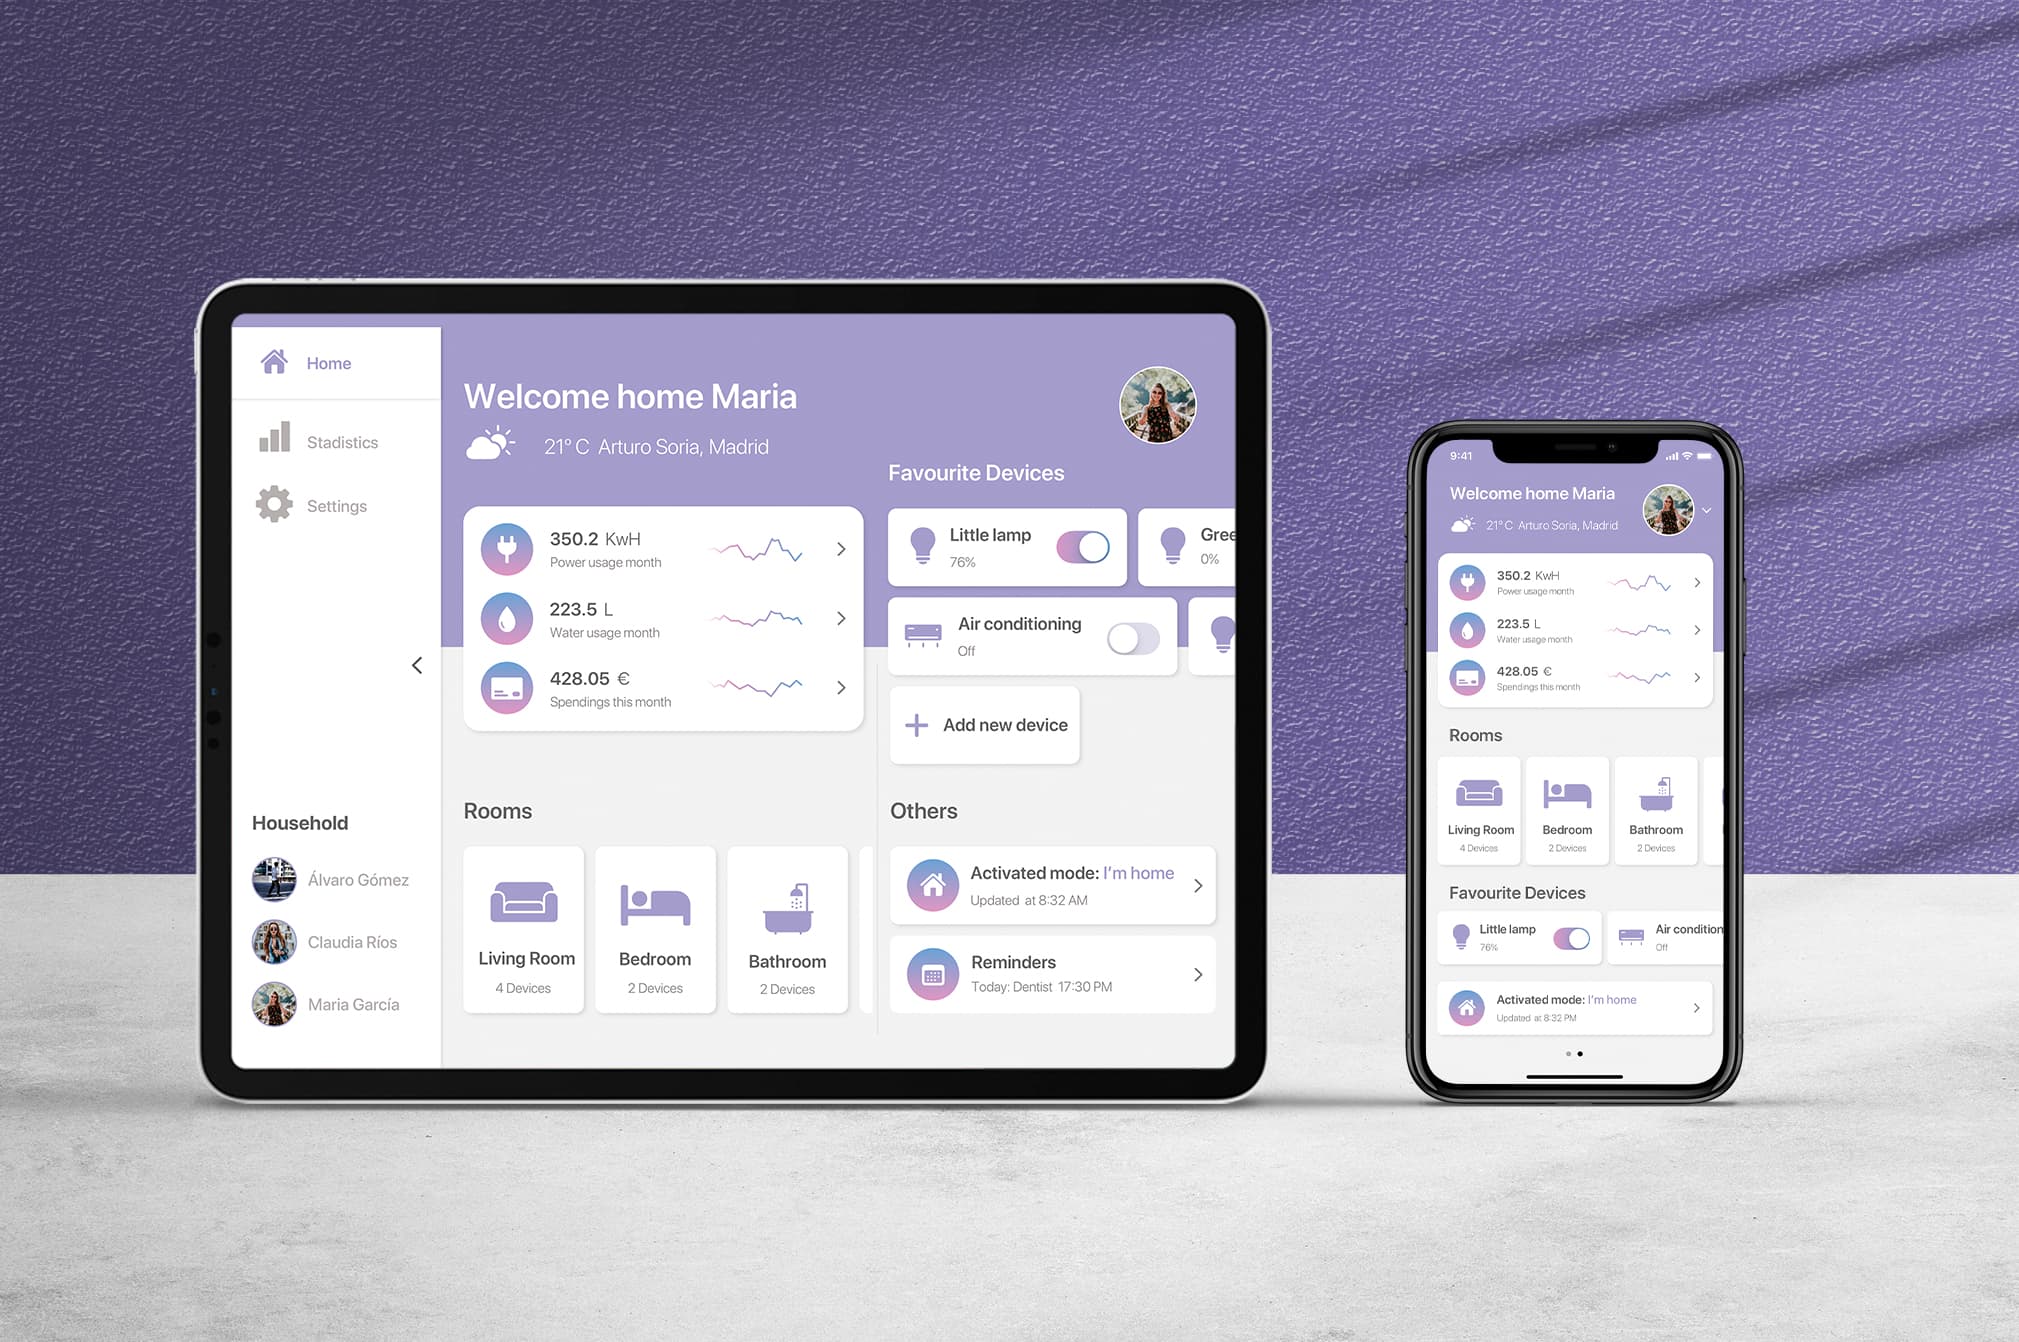 Home
Stadistics
Settings
Household
Álvaro Gómez
Claudia Ríos
Maria García
Welcome home Maria
21° C Arturo Soria, Madrid
350.2 KwH
Power usage month
223.5 L
Water usage month
428.05 €
Spendings this month
Rooms
Living Room
4 Devices
Bedroom
2 Devices
Bathroom
2 Devices
Favourite Devices
Little lamp
76%
Gree
0%
Air conditioning
Off
Add new device
Others
Activated mode: I'm home
Updated at 8:32 AM
Reminders
Today: Dentist 17:30 PM
9:41
Welcome home Maria
21° C Arturo Soria, Madrid
350.2 KwH
Power usage month
223.5 L
Water usage month
428.05 €
Spendings this month
Rooms
Living Room
4 Devices
Bedroom
2 Devices
Bathroom
2 Devices
Favourite Devices
Little lamp
76%
Air condition
Off
Activated mode: I'm home
Updated at 8:32 PM